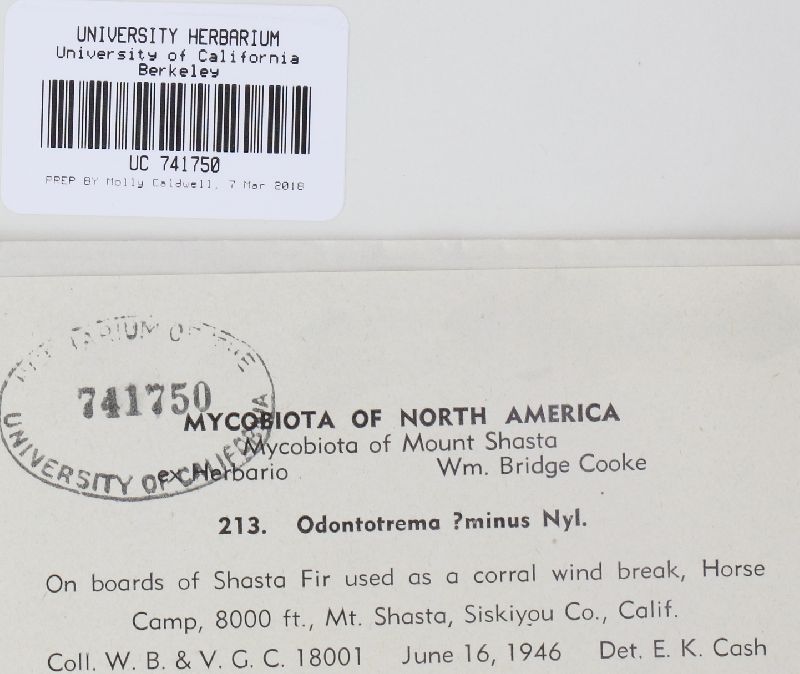 UNIVERSITY HERBARIUM
University of California
Berkeley
UC 741750
PREP BY Molly Caldwell, 7 Mar 2018
HERBARIUM OF THE
741750
UNIVERSITY OF CALIFORNIA
MYCOBIOTA OF NORTH AMERICA
Mycobiota of Mount Shasta
ex Herbario Wm. Bridge Cooke
213. Odontotrema ?minus Nyl.
On boards of Shasta Fir used as a corral wind break, Horse
Camp, 8000 ft., Mt. Shasta, Siskiyou Co., Calif.
Coll. W. B. & V. G. C. 18001 June 16, 1946 Det. E. K. Cash